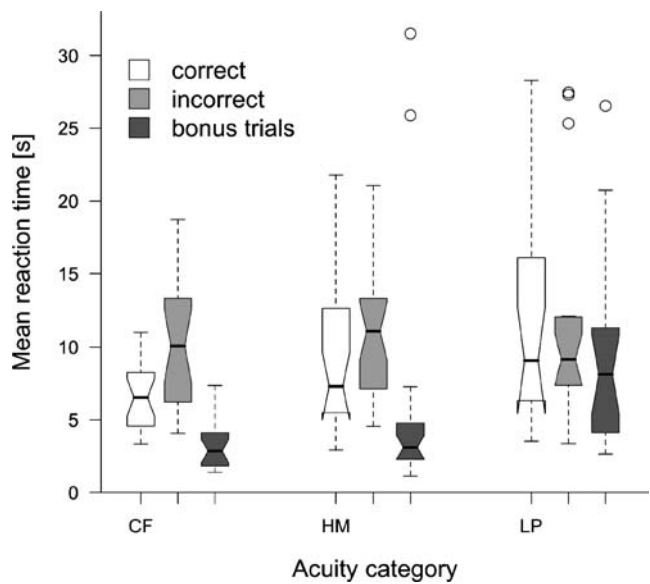 Mean reaction time [s]
30
25
20
15
10
5
0
correct
incorrect
bonus trials
CF
HM
LP
Acuity category